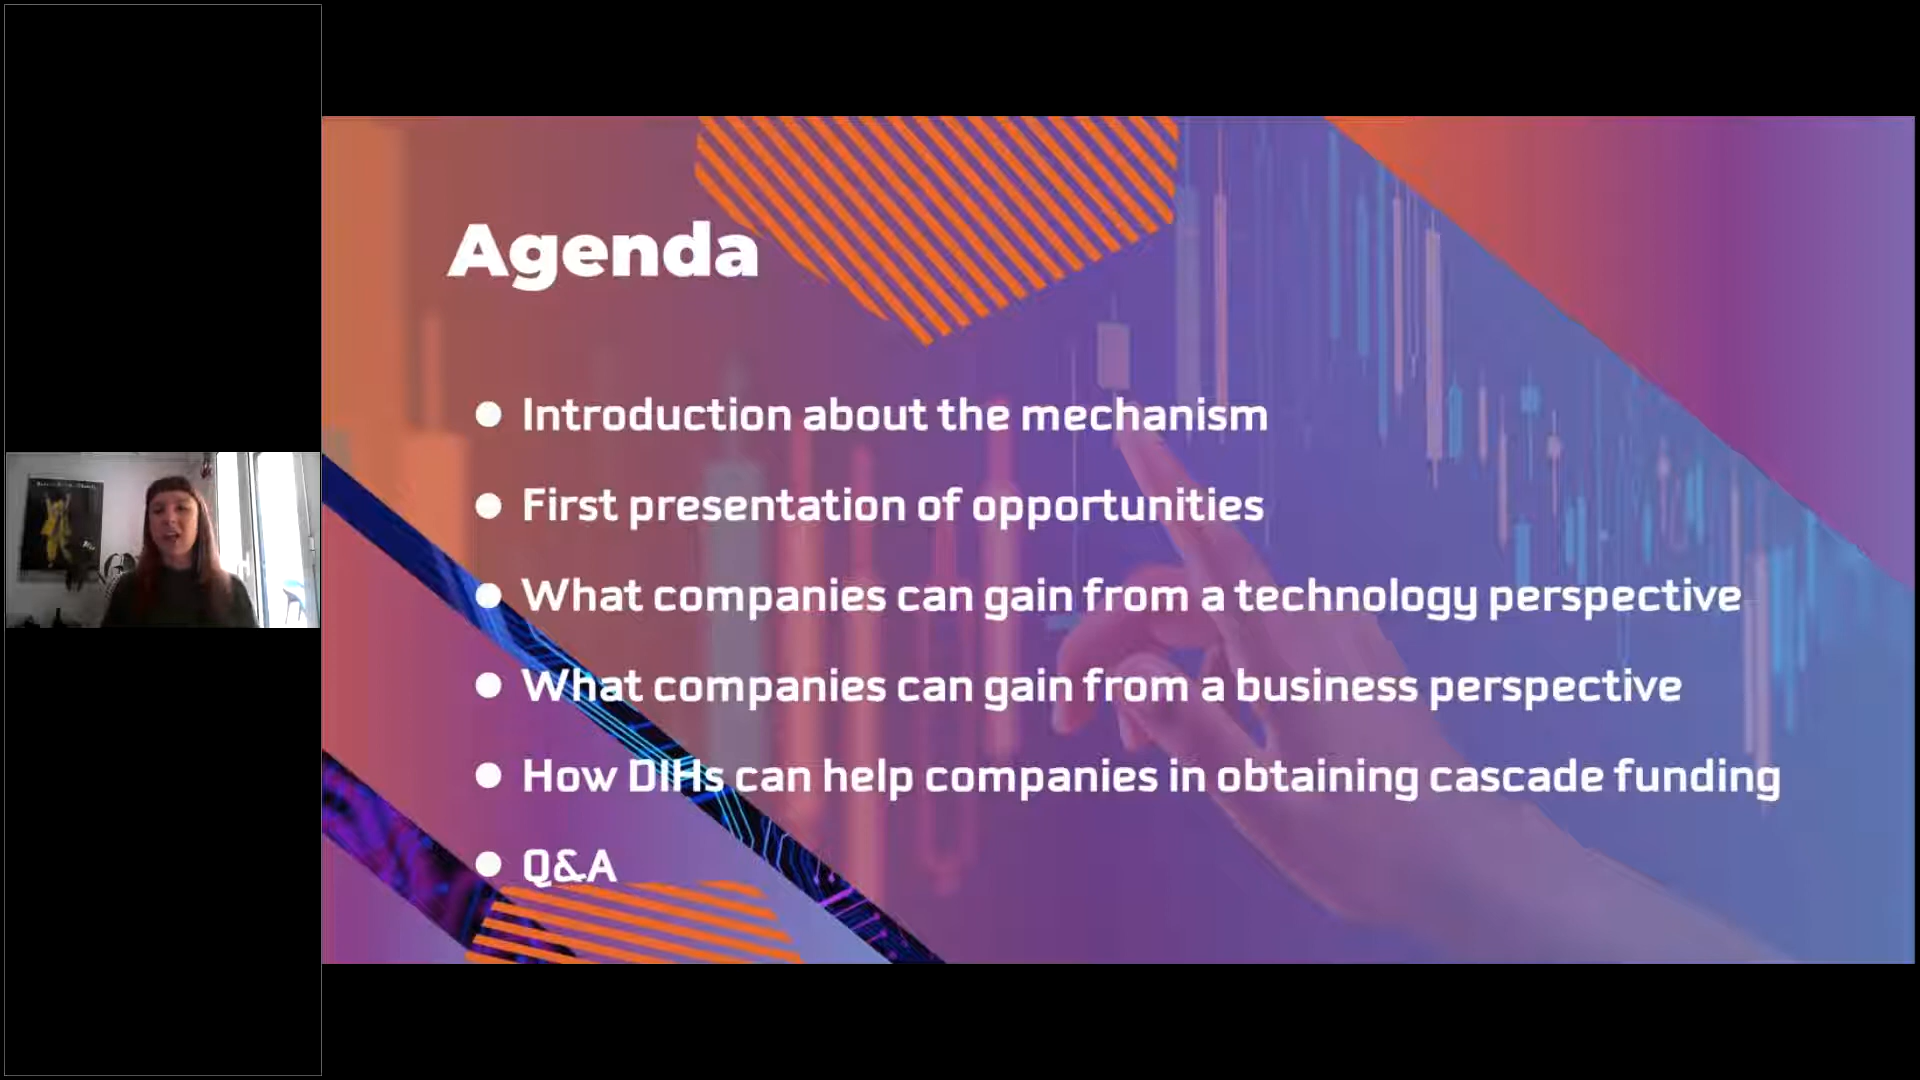 Agenda
Introduction about the mechanism
First presentation of opportunities
What companies can gain from a technology perspective
What companies can gain from a business perspective
How DIHs can help companies in obtaining cascade funding
Q&A